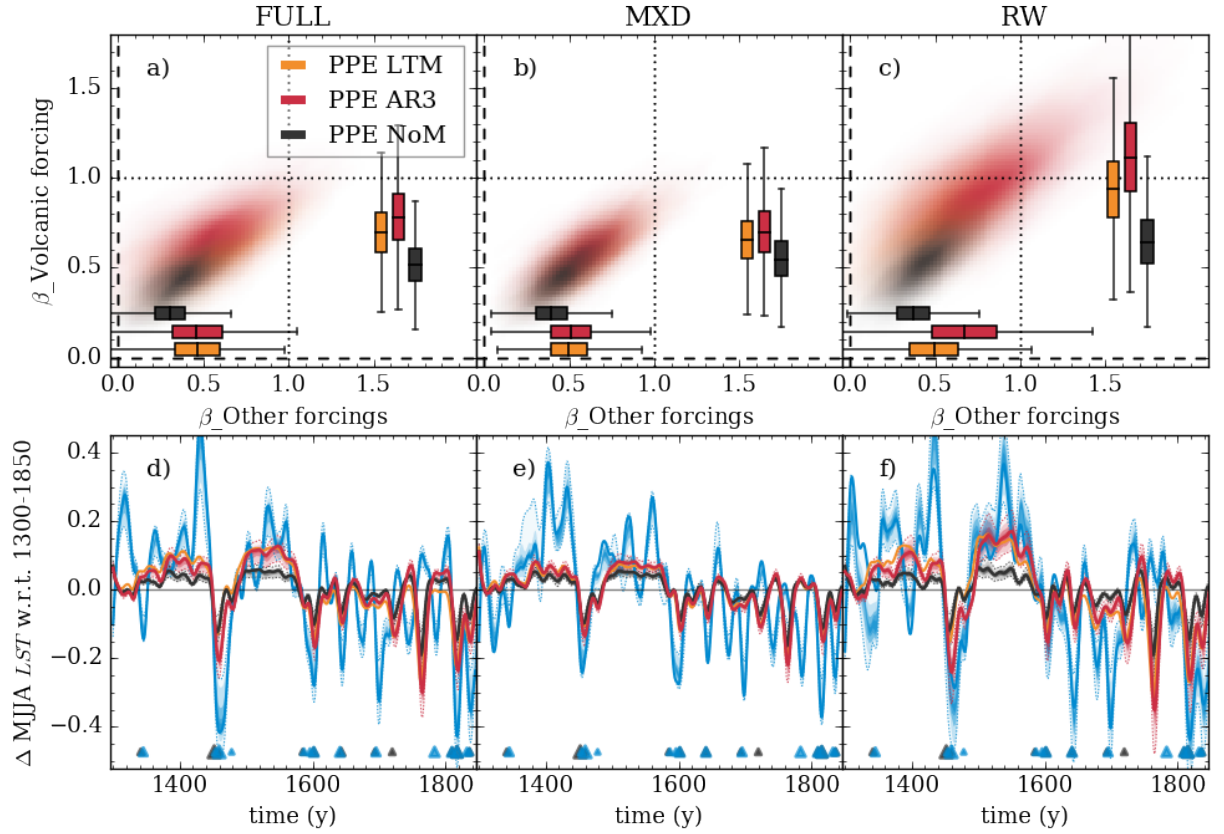 FULL
MXD
RW
β_Volcanic forcing
1.5
1.0
0.5
0.0
a)
PPE LTM
PPE AR3
PPE NoM
b)
c)
0.0 0.5 1.0 1.5
0.0 0.5 1.0 1.5
0.0 0.5 1.0 1.5
β_Other forcings
β_Other forcings
β_Other forcings
Δ MJJA LST w.r.t. 1300-1850
0.4
0.2
0.0
−0.2
−0.4
d)
e)
f)
1400 1600 1800
1400 1600 1800
1400 1600 1800
time (y)
time (y)
time (y)